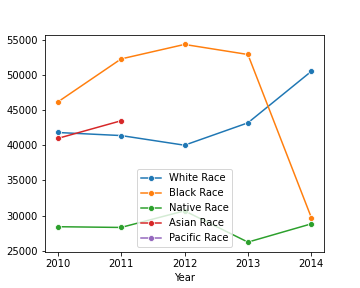 55000
50000
45000
40000
35000
30000
25000
White Race
Black Race
Native Race
Asian Race
Pacific Race
2010 2011 2012 2013 2014
Year